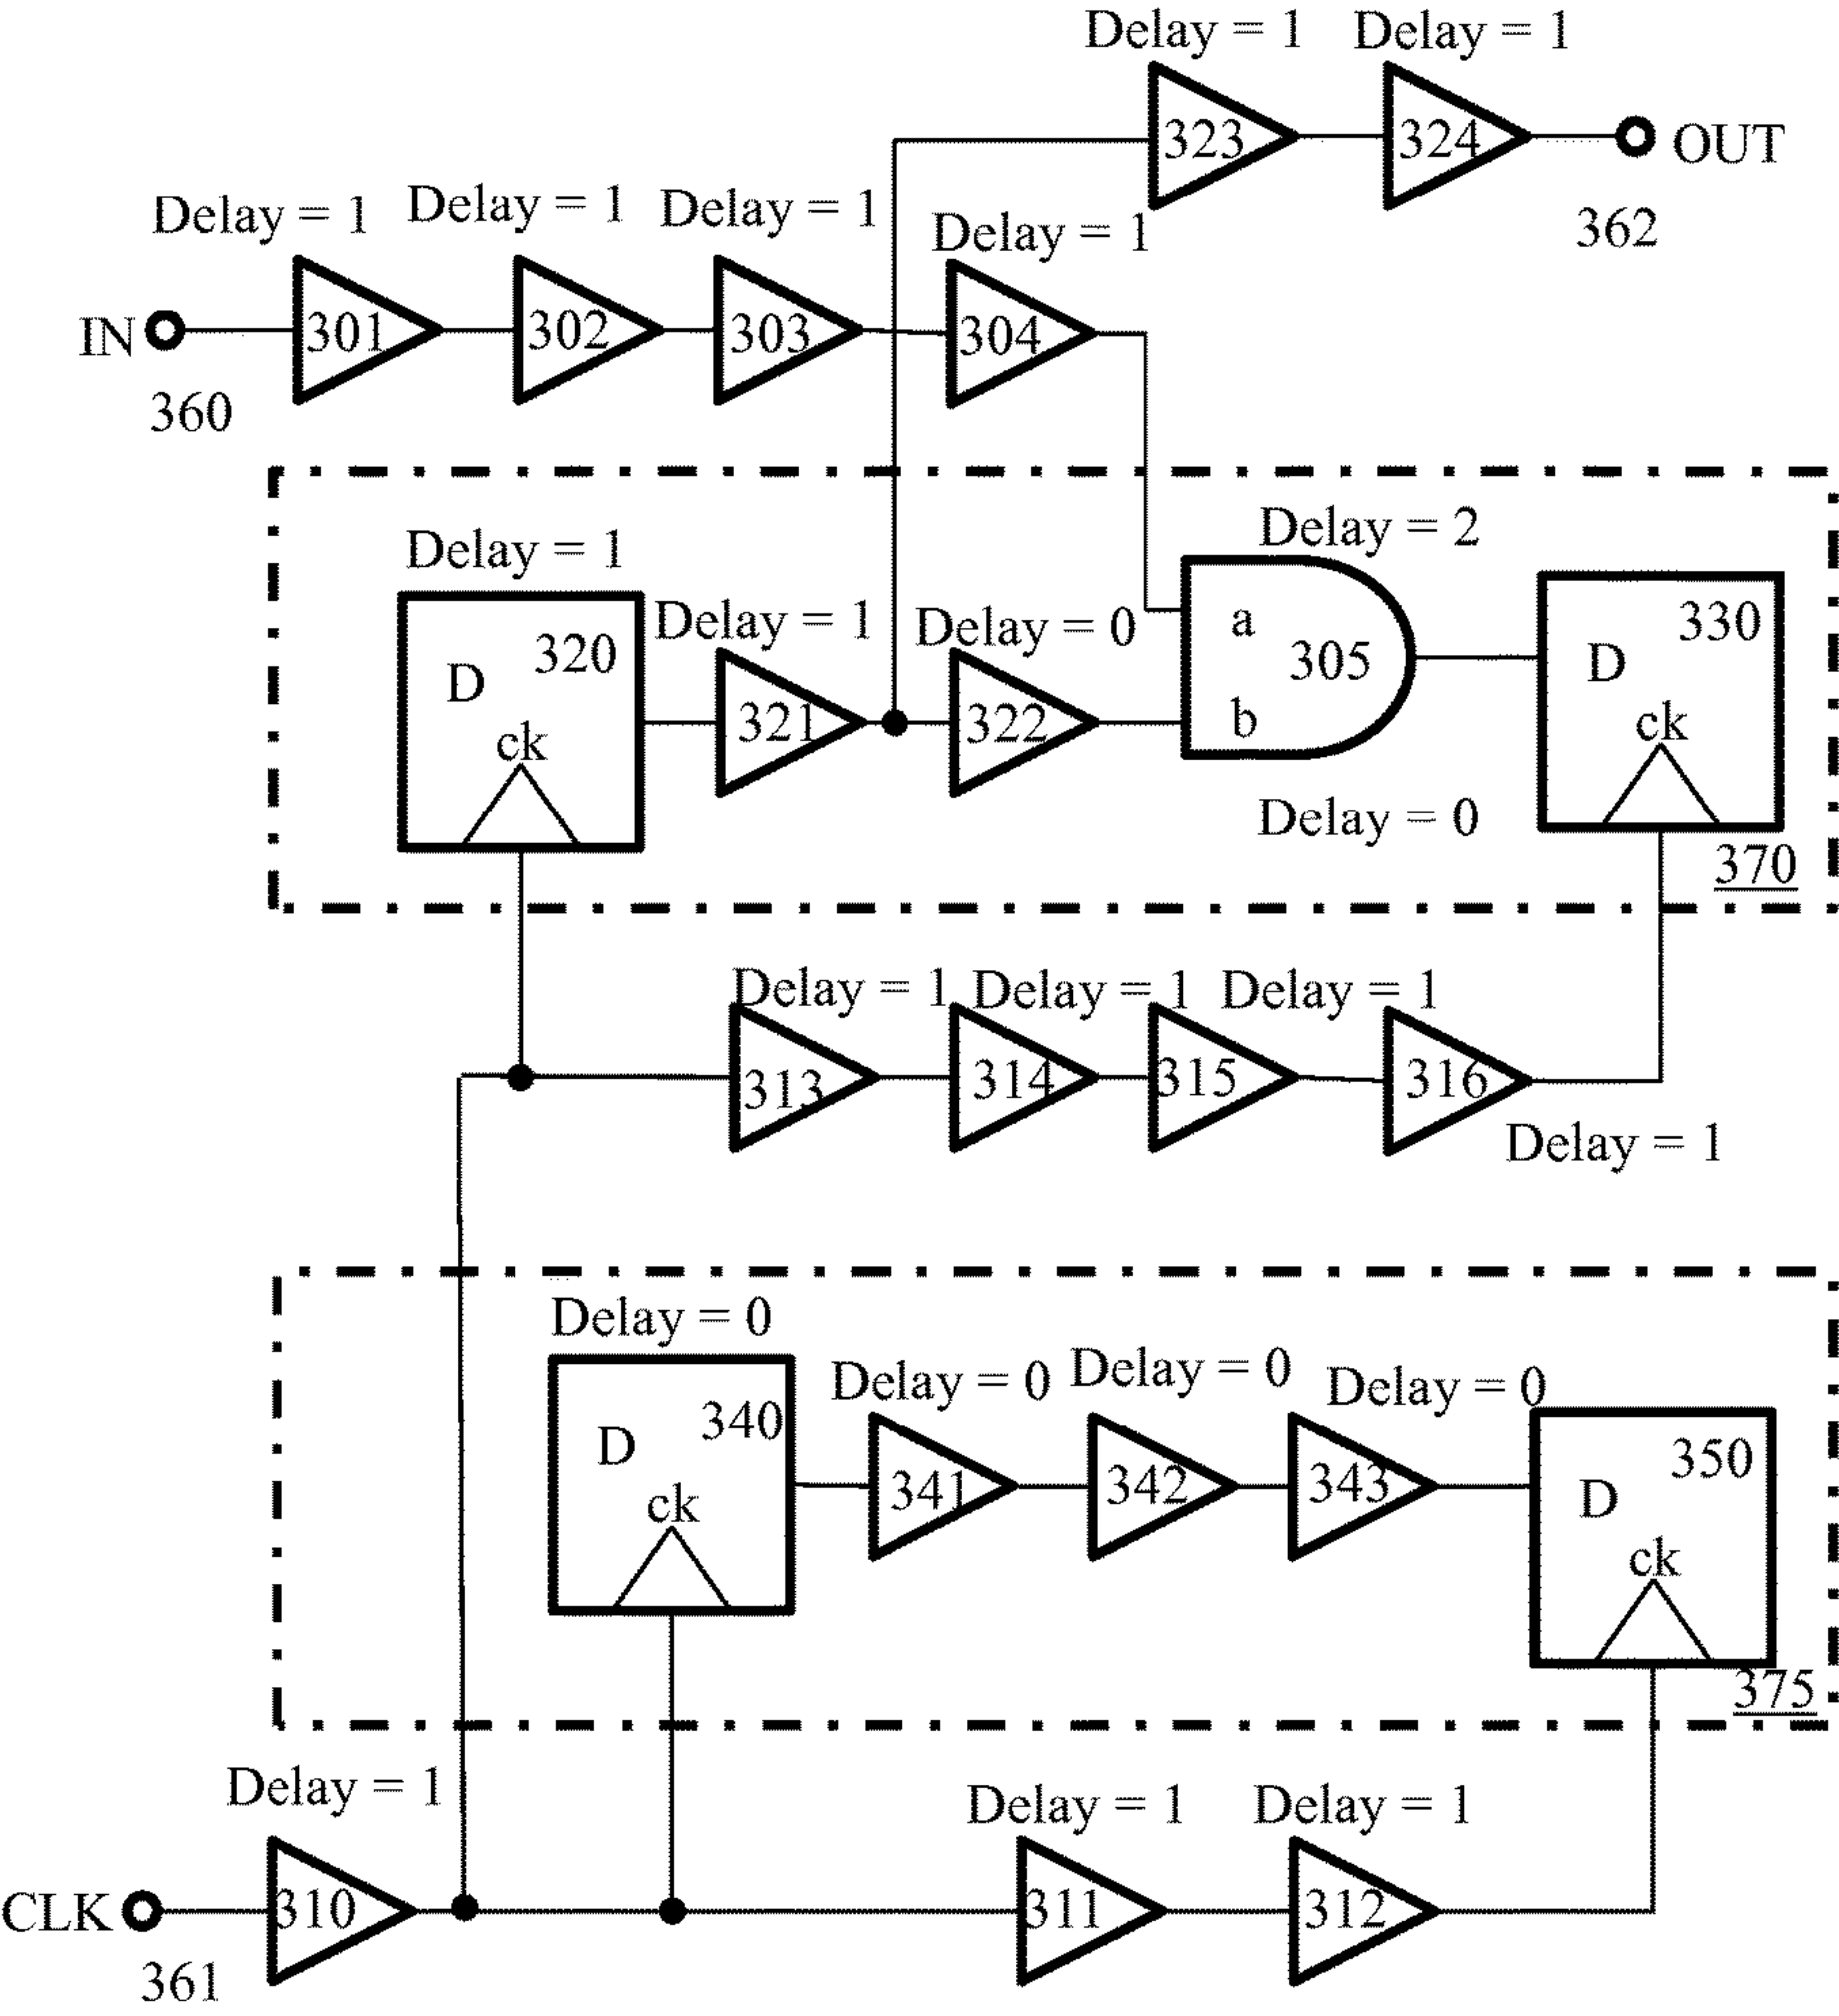 Delay = 1 Delay = 1
323 324 OUT
362
Delay = 1 Delay = 1 Delay = 1 Delay = 1
IN 301 302 303 304
360
Delay = 1 Delay = 2
320 Delay = 1 Delay = 0 a 330
D 321 322 305 D
ck b ck
Delay = 0
370
Delay = 1 Delay = 1 Delay = 1
313 314 315 316
Delay = 1
Delay = 0
340 Delay = 0 Delay = 0 Delay = 0
D 341 342 343 350
ck D
ck
375
Delay = 1 Delay = 1 Delay = 1
CLK 310 311 312
361